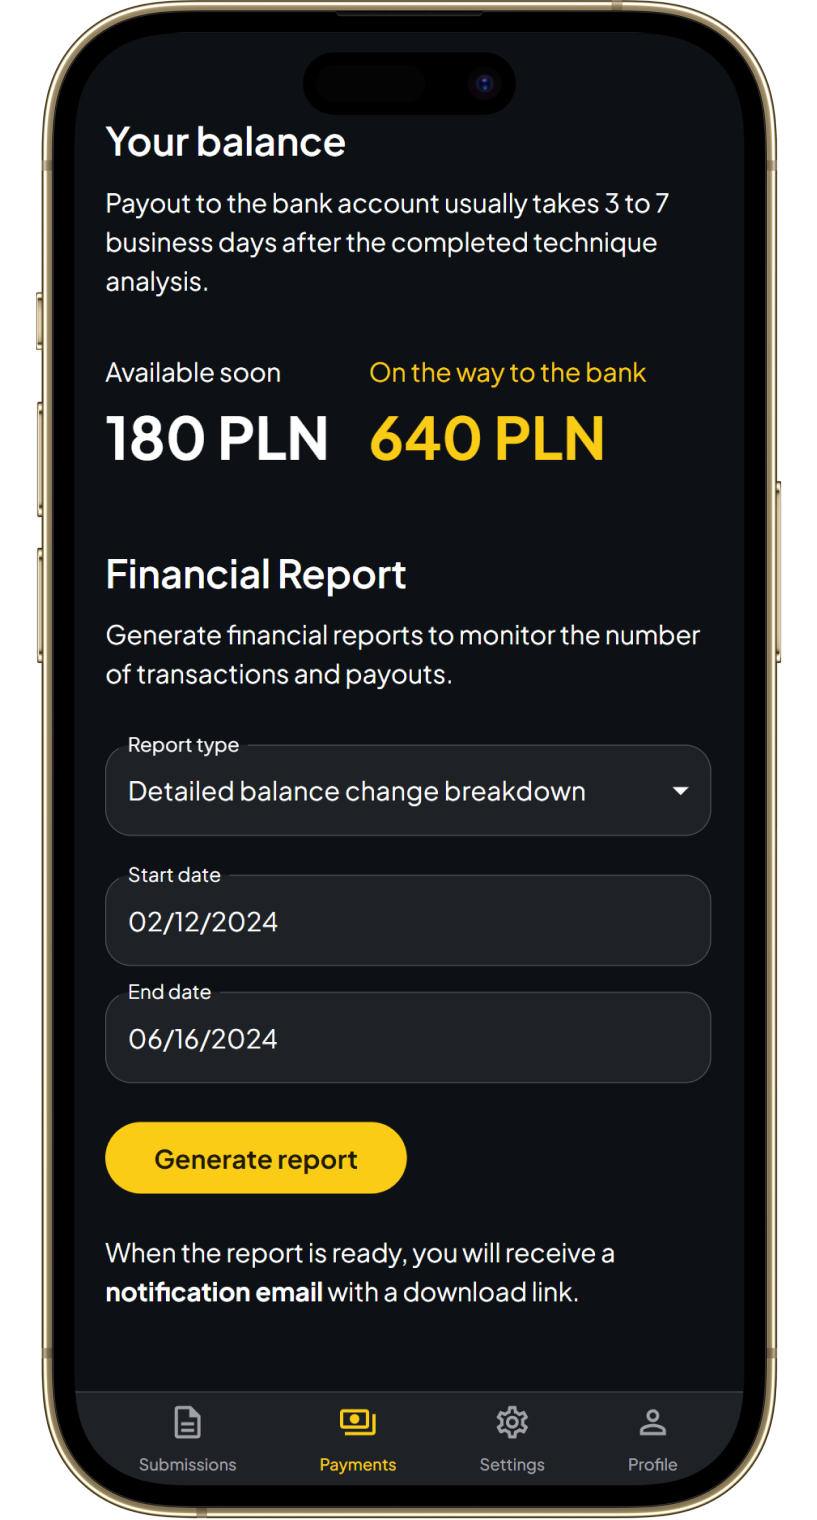 Your balance
Payout to the bank account usually takes 3 to 7
business days after the completed technique
analysis.
Available soon
180 PLN
On the way to the bank
640 PLN
Financial Report
Generate financial reports to monitor the number
of transactions and payouts.
Report type
Detailed balance change breakdown
Start date
02/12/2024
End date
06/16/2024
Generate report
When the report is ready, you will receive a
notification email with a download link.
Submissions
Payments
Settings
Profile